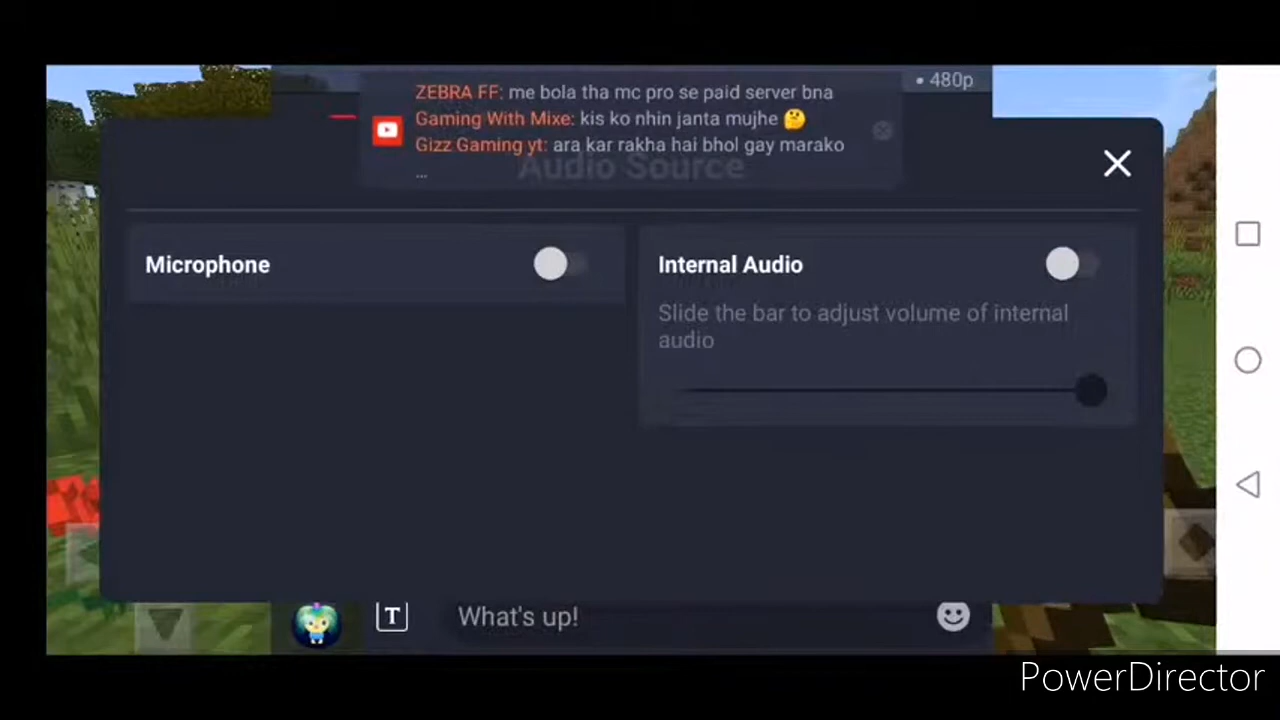 • 480p
ZEBRA FF: me bola tha mc pro se paid server bna
Gaming With Mixe: kis ko nhin janta mujhe 🤔
Gizz Gaming yt: ara kar rakha hai bhol gay marako
...
Audio Source
Microphone
Internal Audio
Slide the bar to adjust volume of internal
audio
T
What's up!
PowerDirector